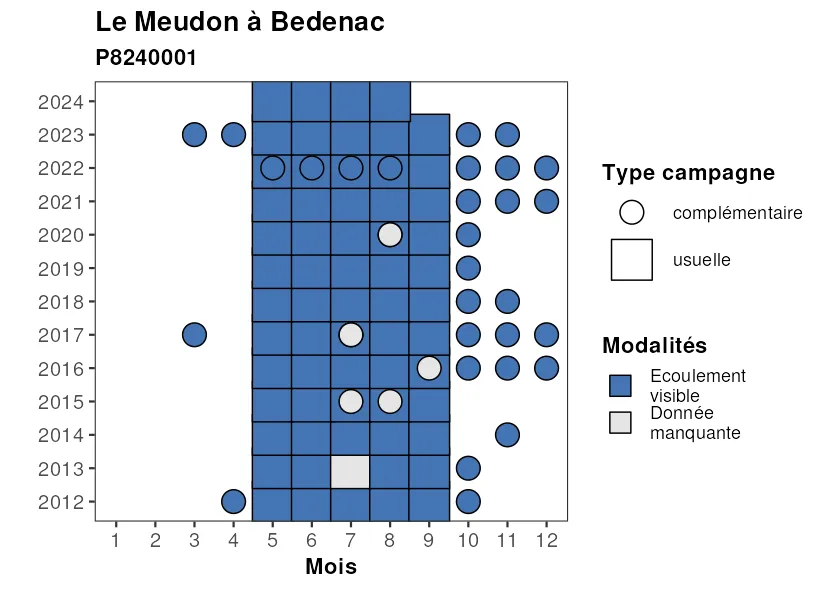 Le Meudon à Bedenac
P8240001
2024
2023
2022
2021
2020
2019
2018
2017
2016
2015
2014
2013
2012
1 2 3 4 5 6 7 8 9 10 11 12
Mois
Type campagne
complémentaire
usuelle
Modalités
Ecoulement
visible
Donnée
manquante